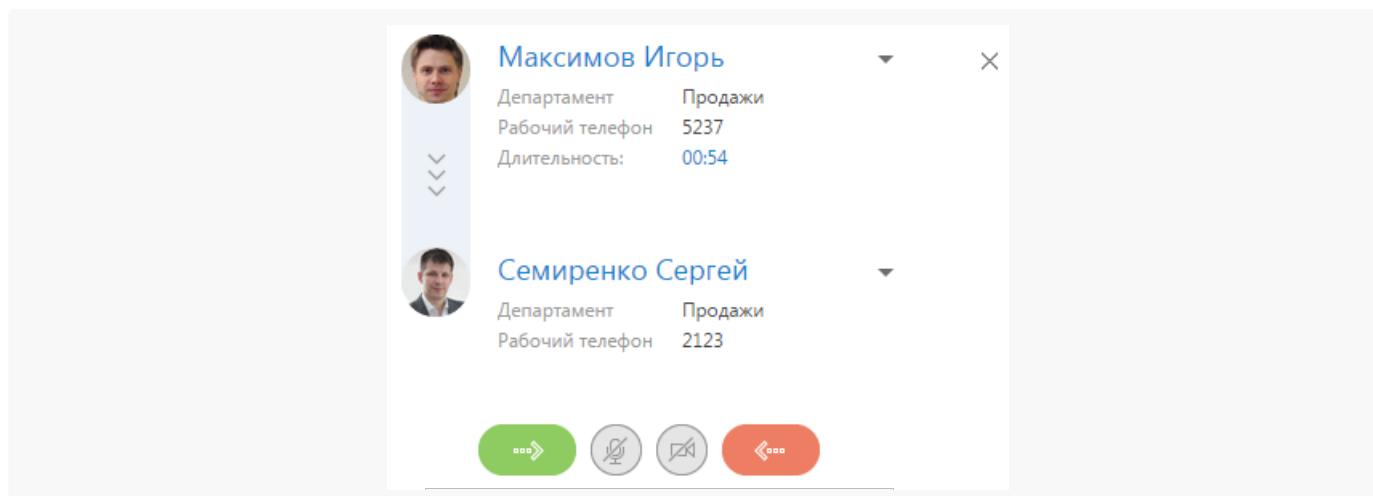 Максимов Игорь
Департамент Продажи
Рабочий телефон 5237
Длительность: 00:54
Семиренко Сергей
Департамент Продажи
Рабочий телефон 2123